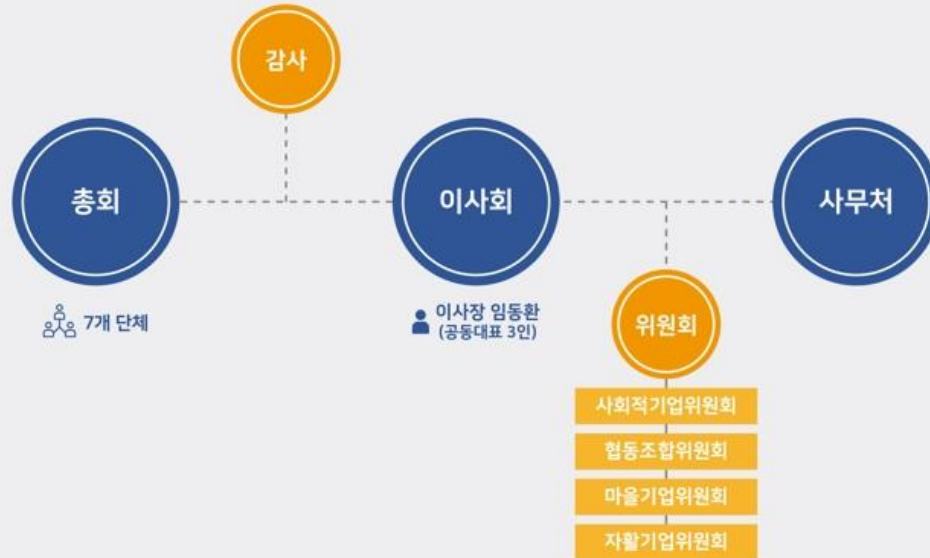 감사
총회
이사회
사무처
7개 단체
이사장 임동환
(공동대표 3인)
위원회
사회적기업위원회
협동조합위원회
마을기업위원회
자활기업위원회